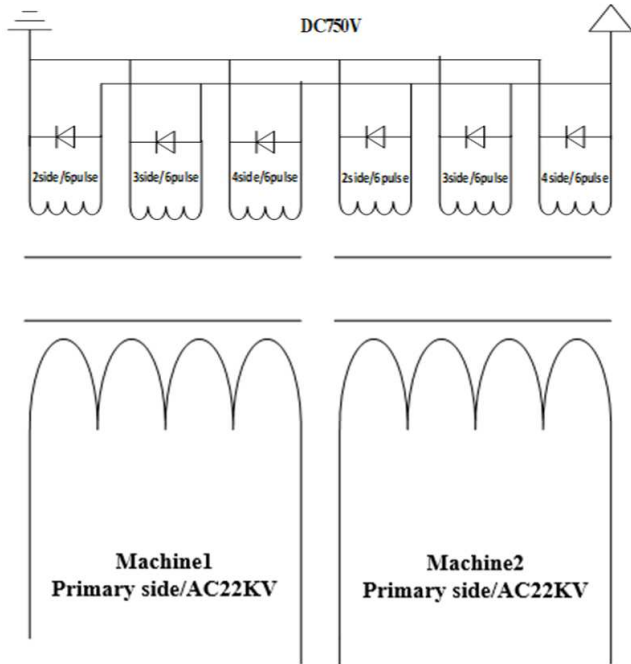 DC750V
2side/6pulse
3side/6pulse
4side/6pulse
2side/6pulse
3side/6pulse
4side/6pulse
Machine1
Primary side/AC22KV
Machine2
Primary side/AC22KV